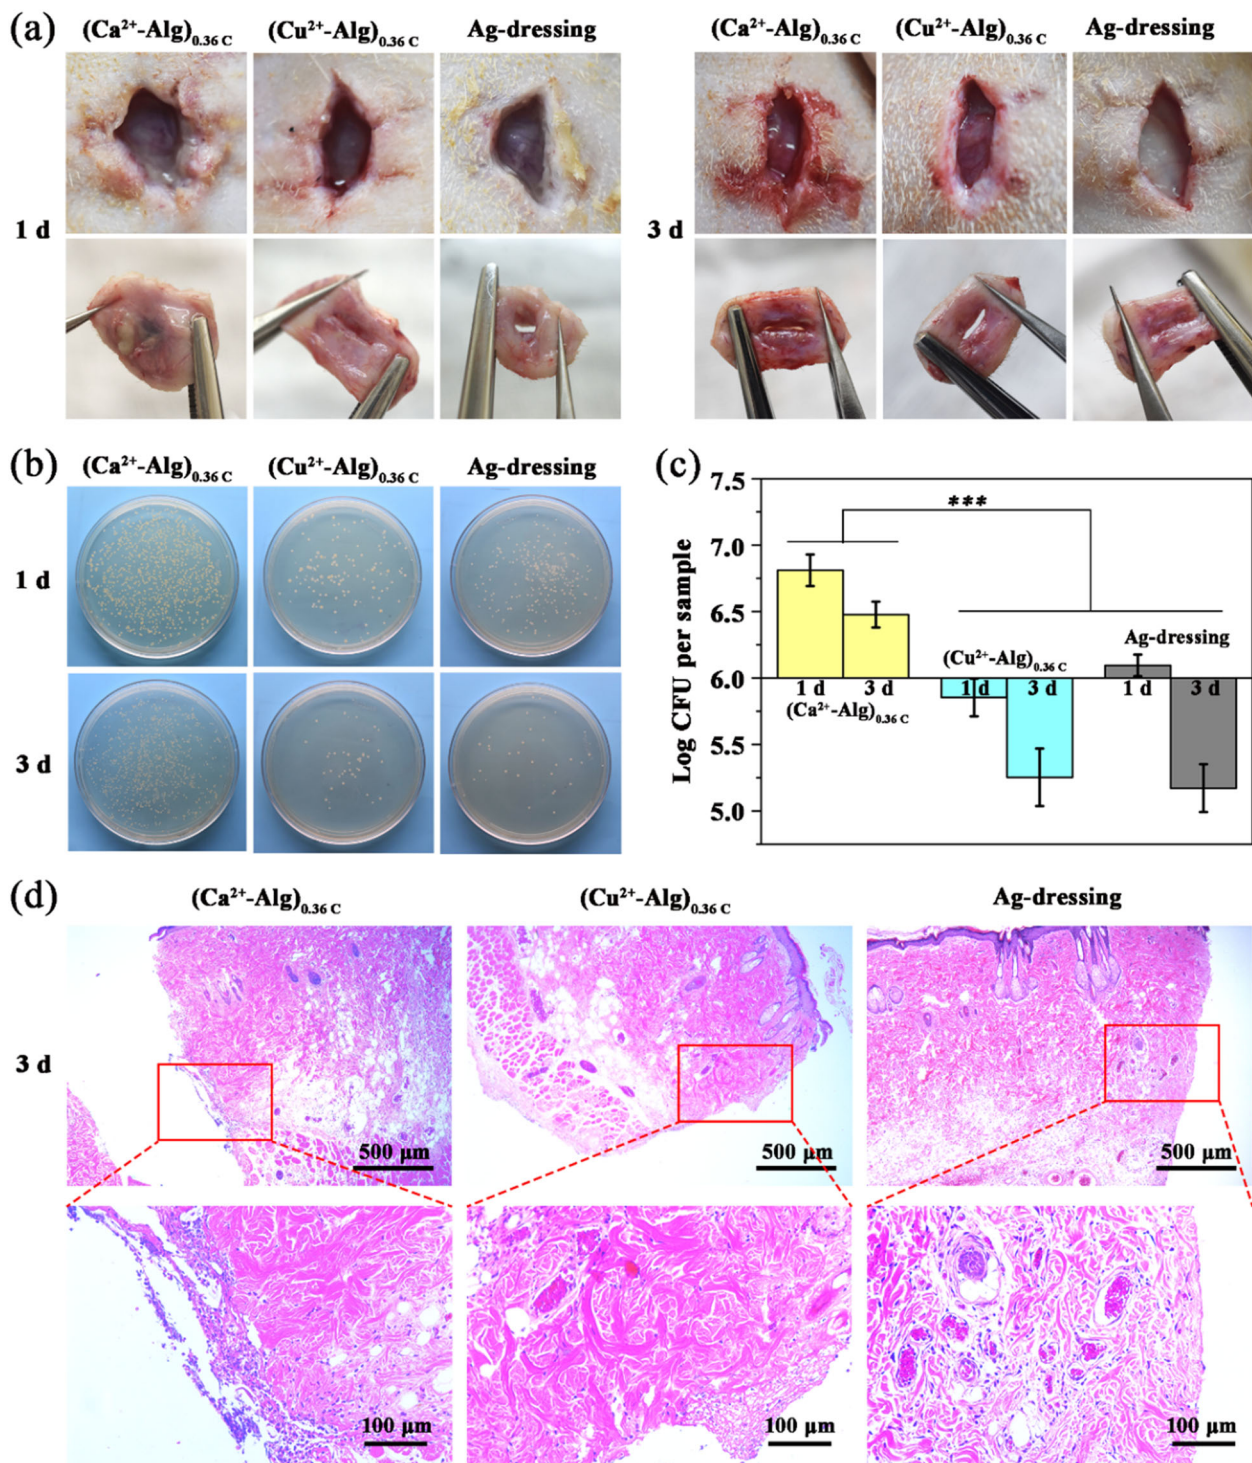 (a)
(Ca²⁺-Alg)₀.₃₆ C (Cu²⁺-Alg)₀.₃₆ C Ag-dressing (Ca²⁺-Alg)₀.₃₆ C (Cu²⁺-Alg)₀.₃₆ C Ag-dressing
1 d 3 d
(b)
(Ca²⁺-Alg)₀.₃₆ C (Cu²⁺-Alg)₀.₃₆ C Ag-dressing
1 d
3 d
(c)
Log CFU per sample
7.5
7.0
6.5
6.0
5.5
5.0
***
1 d 3 d
(Ca²⁺-Alg)₀.₃₆ C
(Cu²⁺-Alg)₀.₃₆ C
1 d 3 d
Ag-dressing
1 d 3 d
(d)
(Ca²⁺-Alg)₀.₃₆ C (Cu²⁺-Alg)₀.₃₆ C Ag-dressing
3 d
500 μm 500 μm 500 μm
100 μm 100 μm 100 μm